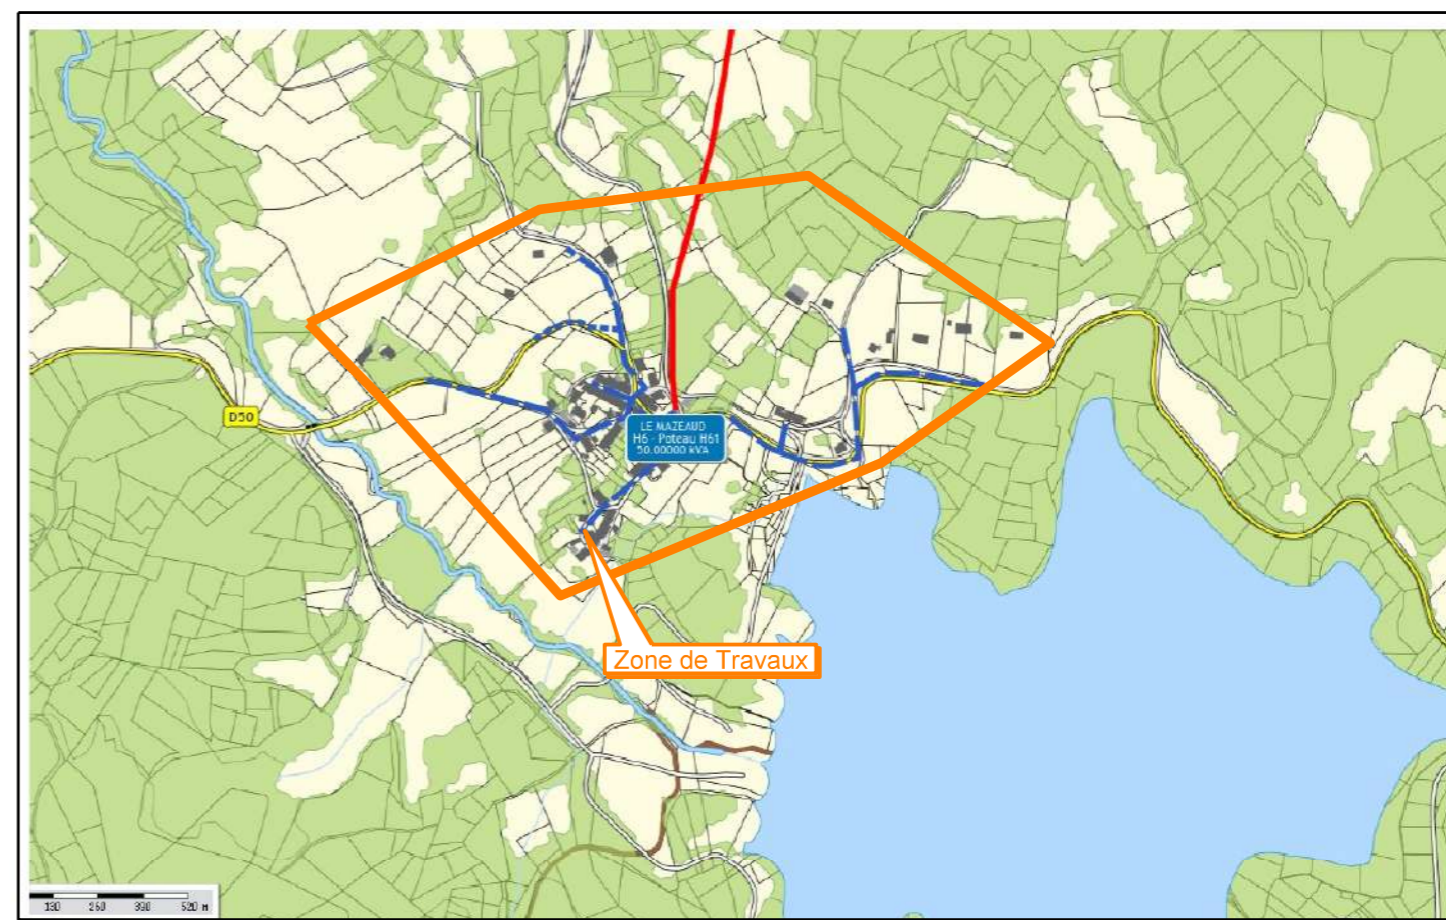 D50
LE MAZEAUD
H6 - Poteau H61
50.00000 kVA
Zone de Travaux
130 260 390 520 m